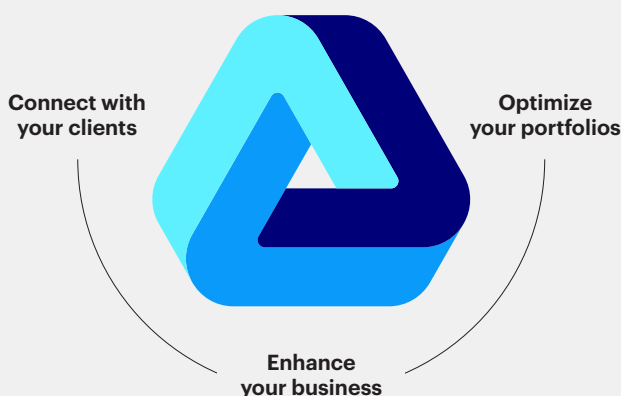 Connect with
your clients
Optimize
your portfolios
Enhance
your business